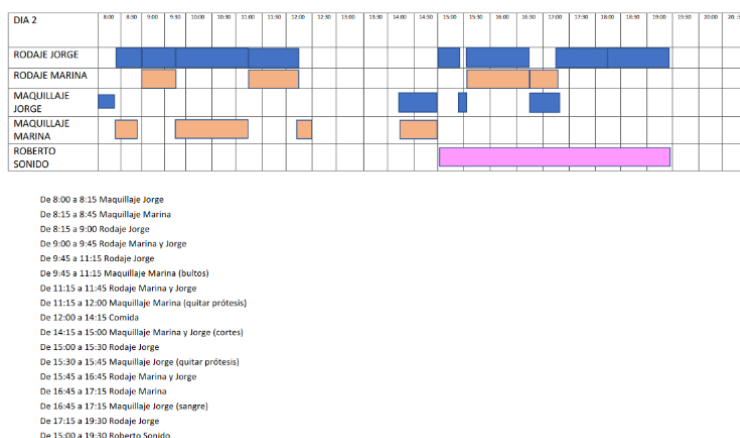 DIA 2 8:00 8:30 9:00 9:30 10:00 10:30 11:00 11:30 12:00 12:30 13:00 13:30 14:00 14:30 15:00 15:30 16:00 16:30 17:00 17:30 18:00 18:30 19:00 19:30 20:00
RODAJE JORGE
RODAJE MARINA
MAQUILLAJE
JORGE
MAQUILLAJE
MARINA
ROBERTO
SONIDO
De 8:00 a 8:15 Maquillaje Jorge
De 8:15 a 8:45 Maquillaje Marina
De 8:15 a 9:00 Rodaje Jorge
De 9:00 a 9:45 Rodaje Marina y Jorge
De 9:45 a 11:15 Rodaje Jorge
De 9:45 a 11:15 Maquillaje Marina (bultos)
De 11:15 a 11:45 Rodaje Marina y Jorge
De 11:15 a 12:00 Maquillaje Marina (quitar prótesis)
De 12:00 a 14:15 Comida
De 14:15 a 15:00 Maquillaje Marina y Jorge (cortes)
De 15:00 a 15:30 Rodaje Jorge
De 15:30 a 15:45 Maquillaje Jorge (quitar prótesis)
De 15:45 a 16:45 Rodaje Marina y Jorge
De 16:45 a 17:15 Rodaje Marina
De 16:45 a 17:15 Maquillaje Jorge (sangre)
De 17:15 a 19:30 Rodaje Jorge
De 15:00 a 19:30 Roberto Sonido